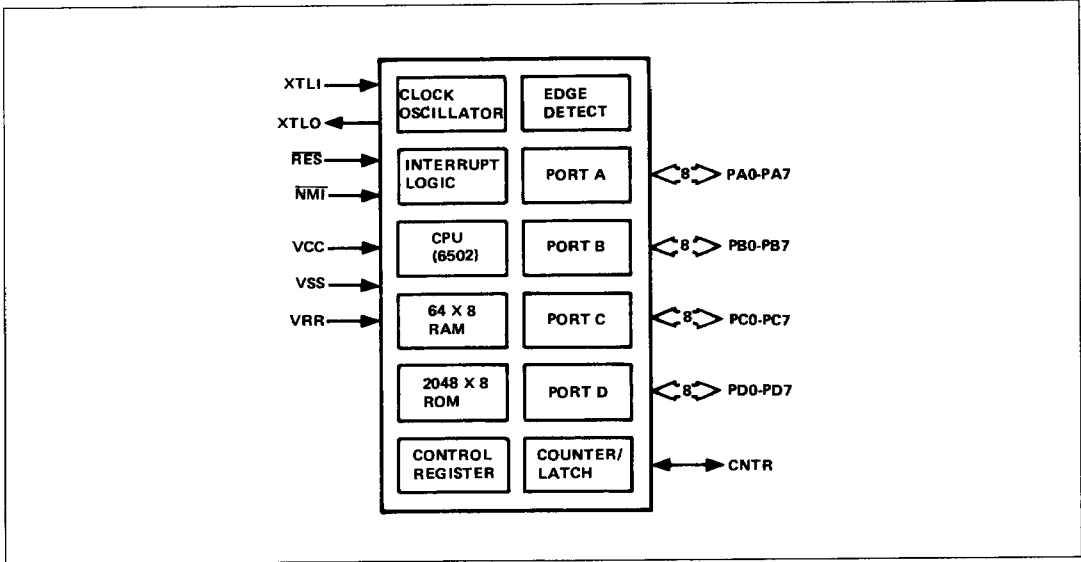 XTLI
XTLO
R̅E̅S̅
N̅M̅I̅
VCC
VSS
VRR
CLOCK
OSCILLATOR
EDGE
DETECT
INTERRUPT
LOGIC
PORT A
CPU
(6502)
PORT B
64 X 8
RAM
PORT C
2048 X 8
ROM
PORT D
CONTROL
REGISTER
COUNTER/
LATCH
8 PA0-PA7
8 PB0-PB7
8 PC0-PC7
8 PD0-PD7
CNTR